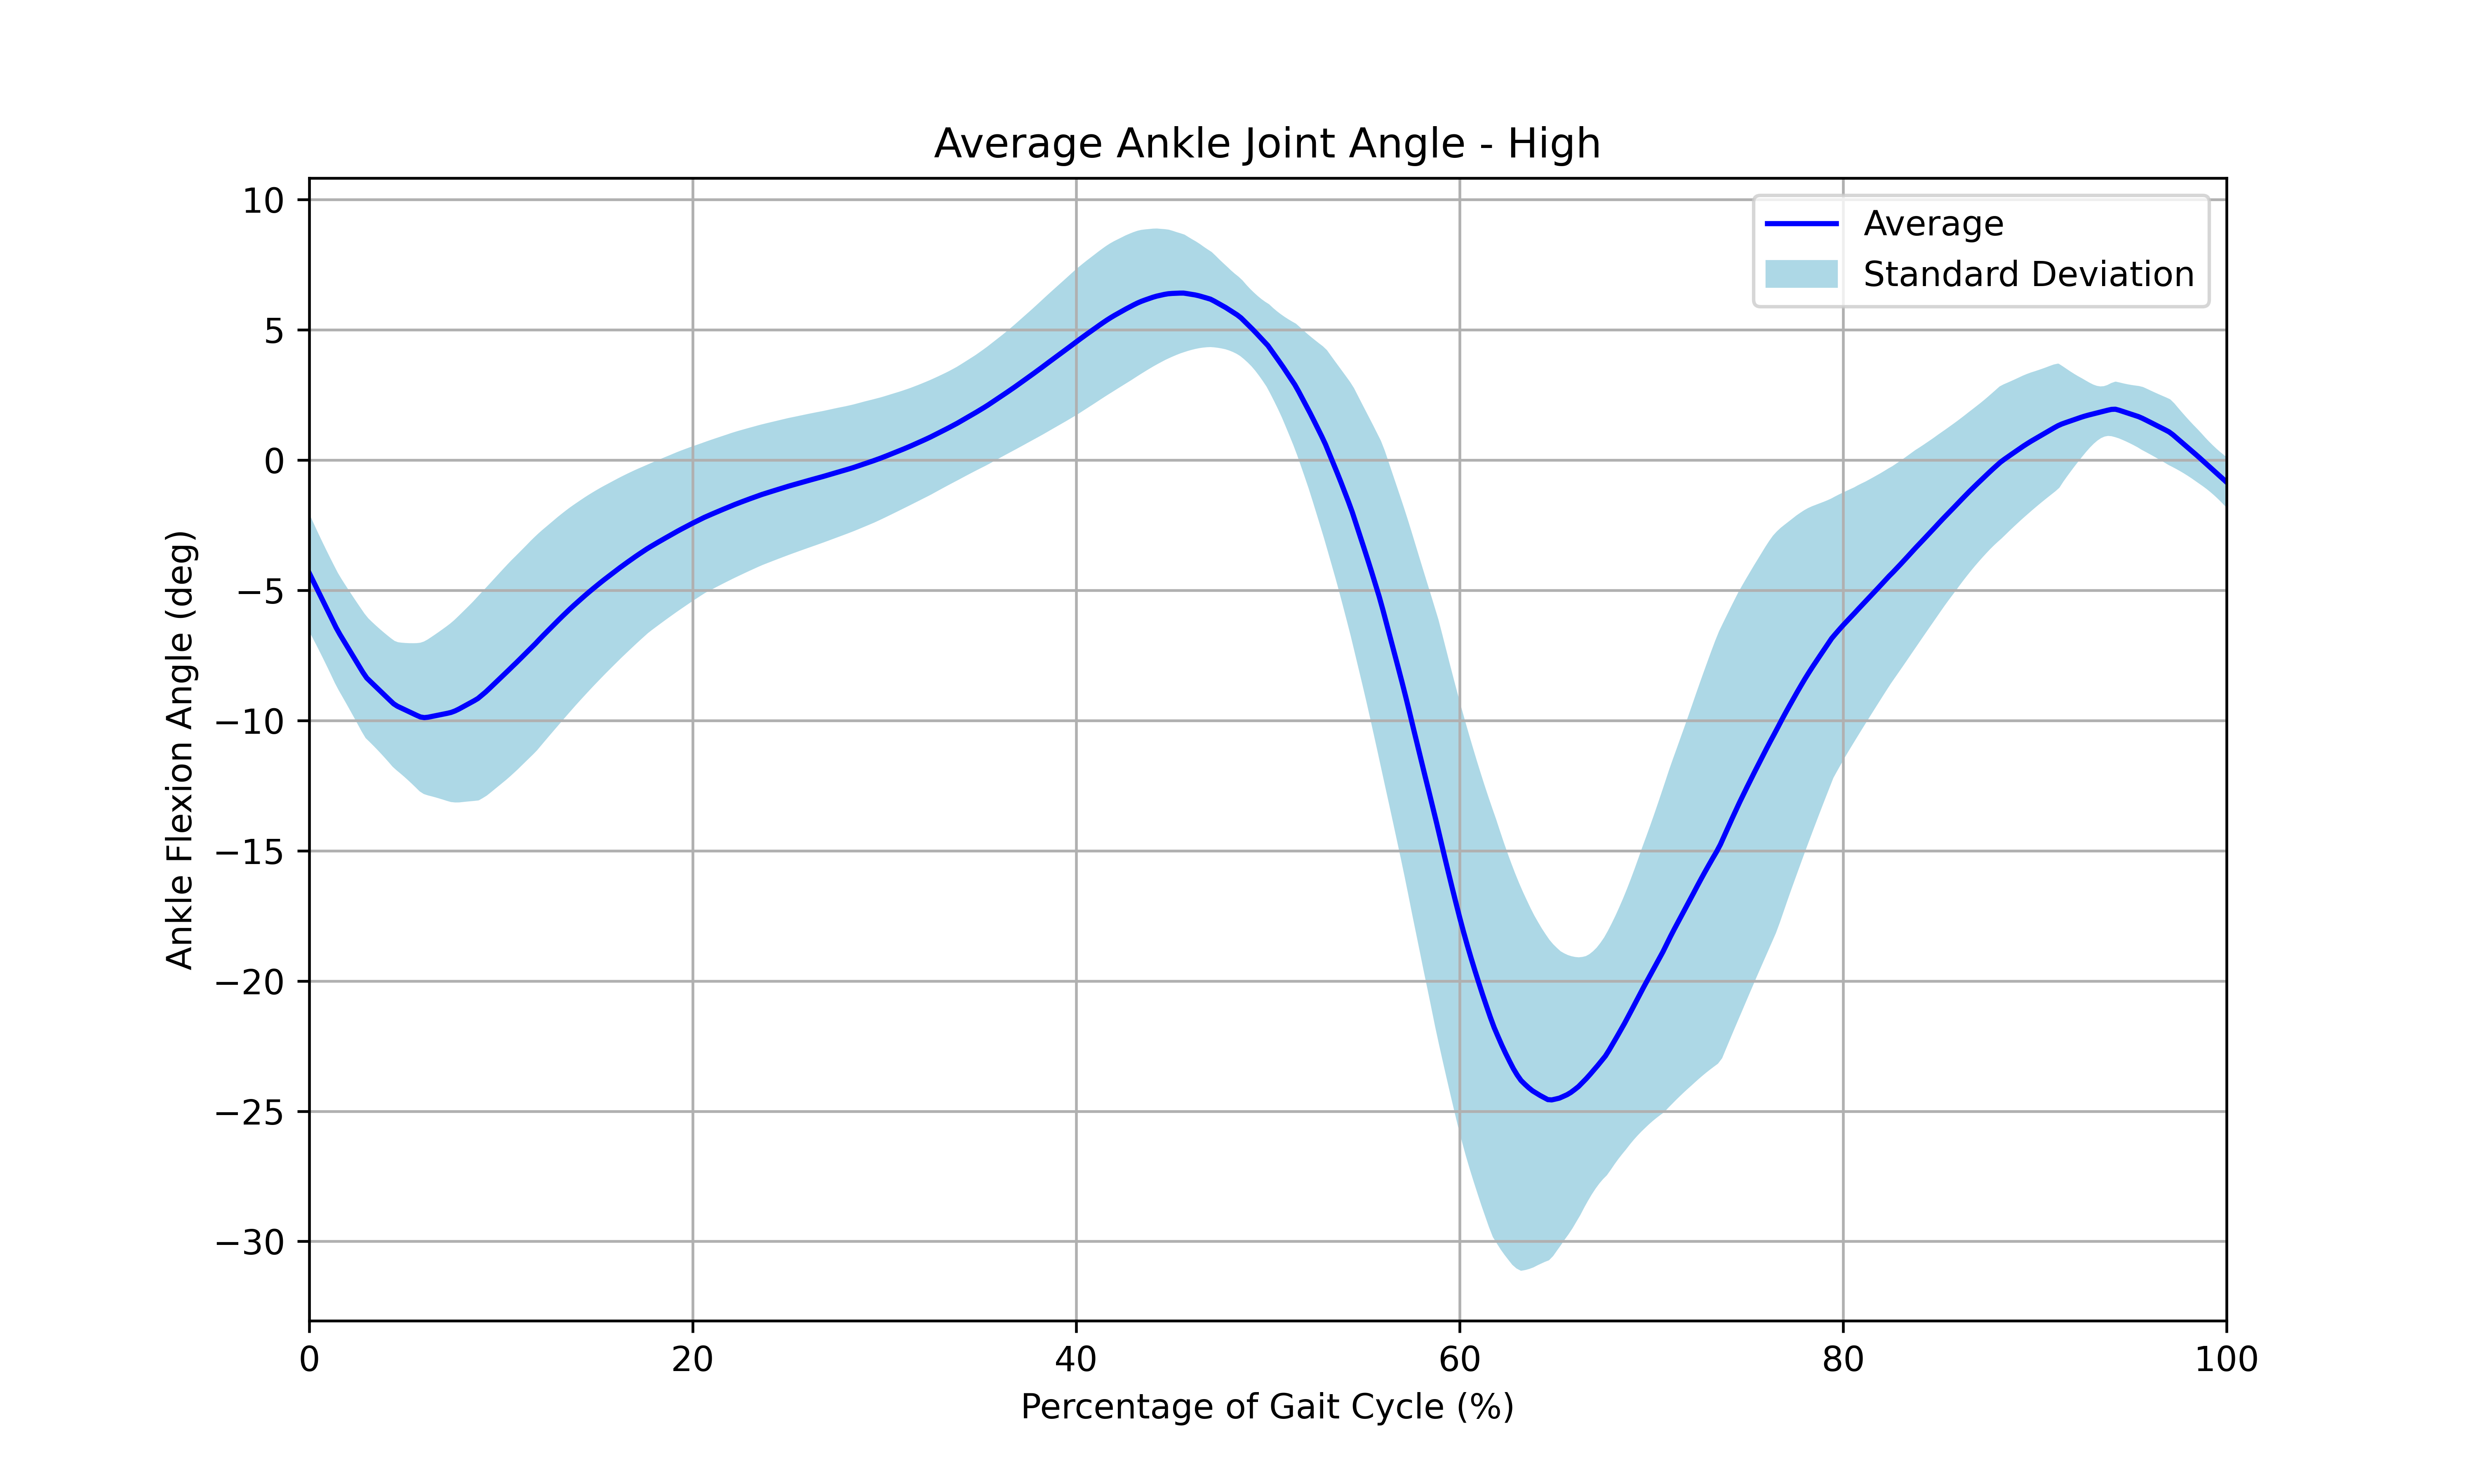 Average Ankle Joint Angle - High
Average
Standard Deviation
Ankle Flexion Angle (deg)
10
5
0
−5
−10
−15
−20
−25
−30
0 20 40 60 80 100
Percentage of Gait Cycle (%)